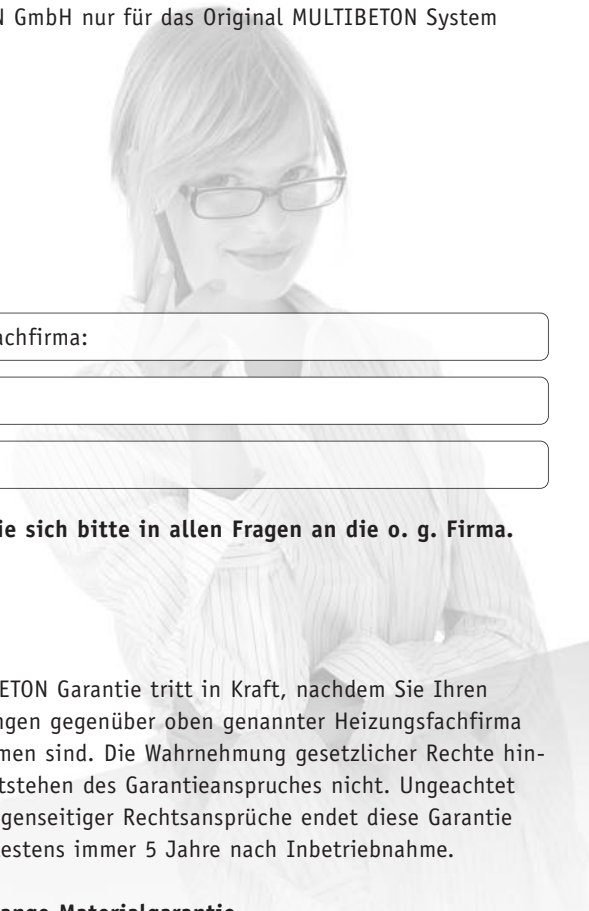 N GmbH nur für das Original MULTIBETON System
achfirma:
ie sich bitte in allen Fragen an die o. g. Firma.
ETON Garantie tritt in Kraft, nachdem Sie Ihren
ngen gegenüber oben genannter Heizungsfachfirma
men sind. Die Wahrnehmung gesetzlicher Rechte hin-
tstehen des Garantieanspruches nicht. Ungeachtet
genseitiger Rechtsansprüche endet diese Garantie
estens immer 5 Jahre nach Inbetriebnahme.
ange Materialgarantie